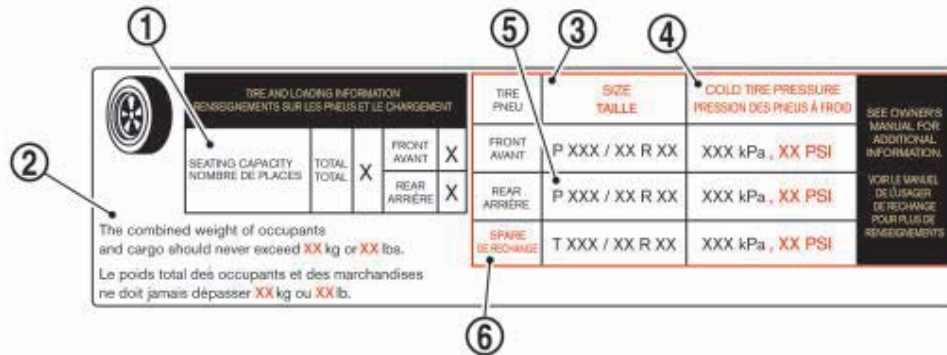 ① ⑤ ③ ④
TIRE AND LOADING INFORMATION
RENSEIGNEMENTS SUR LES PNEUS ET LE CHARGEMENT
SEATING CAPACITY
NOMBRE DE PLACES
TOTAL
TOTAL
X
FRONT
AVANT
X
REAR
ARRIÈRE
X
②
The combined weight of occupants
and cargo should never exceed XX kg or XX lbs.
Le poids total des occupants et des marchandises
ne doit jamais dépasser XX kg ou XX lb.
TIRE
PNEU
SIZE
TAILLE
COLD TIRE PRESSURE
PRESSION DES PNEUS À FROID
FRONT
AVANT
P XXX / XX R XX
XXX kPa , XX PSI
REAR
ARRIÈRE
P XXX / XX R XX
XXX kPa , XX PSI
SPARE
DE RECHANGE
T XXX / XX R XX
XXX kPa , XX PSI
SEE OWNER'S
MANUAL FOR
ADDITIONAL
INFORMATION.
VOIR LE MANUEL
DE L'USAGER
DE RECHANGE
POUR PLUS DE
RENSEIGNEMENTS
⑥